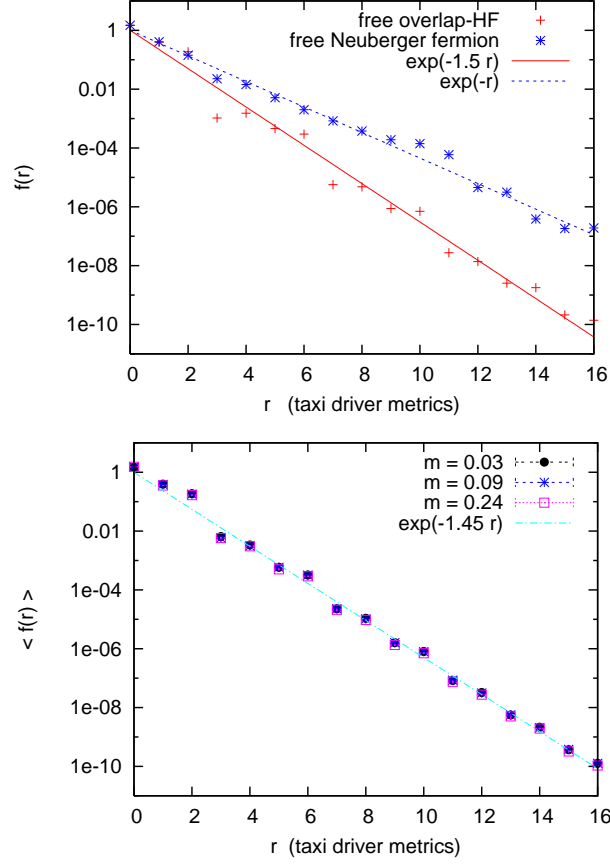 free overlap-HF
free Neuberger fermion
exp(-1.5 r)
exp(-r)
f(r)
1
0.01
1e-04
1e-06
1e-08
1e-10
0 2 4 6 8 10 12 14 16
r (taxi driver metrics)
m = 0.03
m = 0.09
m = 0.24
exp(-1.45 r)
< f(r) >
1
0.01
1e-04
1e-06
1e-08
1e-10
0 2 4 6 8 10 12 14 16
r (taxi driver metrics)